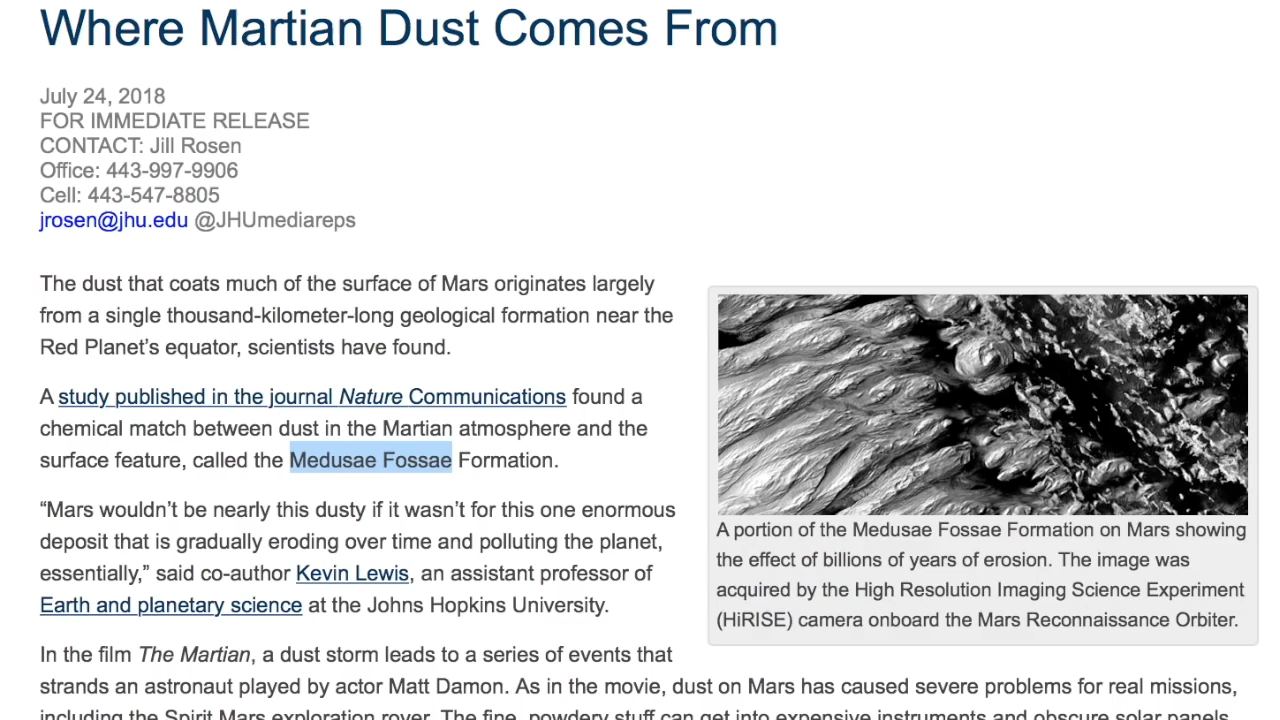 Where Martian Dust Comes From
July 24, 2018
FOR IMMEDIATE RELEASE
CONTACT: Jill Rosen
Office: 443-997-9906
Cell: 443-547-8805
jrosen@jhu.edu @JHUmediareps
The dust that coats much of the surface of Mars originates largely
from a single thousand-kilometer-long geological formation near the
Red Planet’s equator, scientists have found.
A study published in the journal Nature Communications found a
chemical match between dust in the Martian atmosphere and the
surface feature, called the Medusae Fossae Formation.
“Mars wouldn’t be nearly this dusty if it wasn’t for this one enormous
deposit that is gradually eroding over time and polluting the planet,
essentially,” said co-author Kevin Lewis, an assistant professor of
Earth and planetary science at the Johns Hopkins University.
A portion of the Medusae Fossae Formation on Mars showing
the effect of billions of years of erosion. The image was
acquired by the High Resolution Imaging Science Experiment
(HiRISE) camera onboard the Mars Reconnaissance Orbiter.
In the film The Martian, a dust storm leads to a series of events that
strands an astronaut played by actor Matt Damon. As in the movie, dust on Mars has caused severe problems for real missions,
including the Spirit Mars exploration rover. The fine, powdery stuff can get into expensive instruments and obscure solar panels